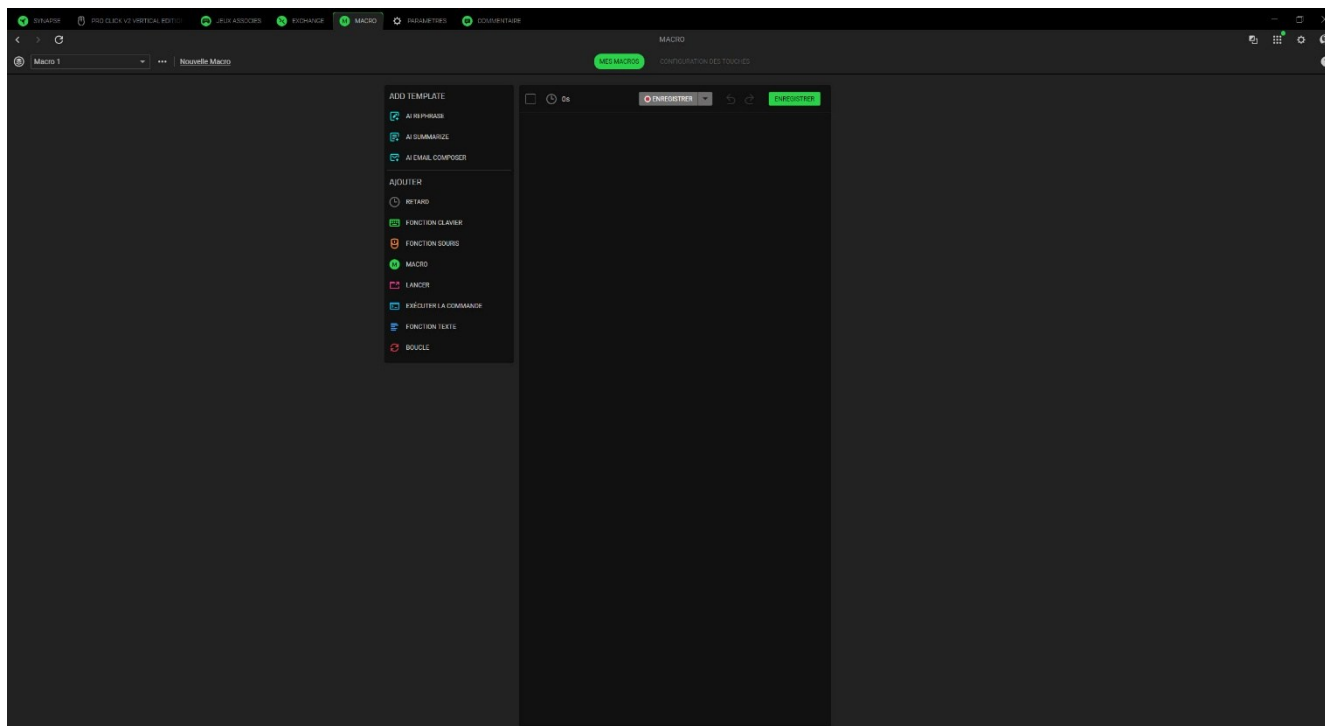 SYNAPSE PRO CLICK V2 VERTICAL EDITIO JEUX ASSOCIÉS EXCHANGE MACRO PARAMÈTRES COMMENTAIRE
MACRO
Macro 1 Nouvelle Macro MES MACROS CONFIGURATION DES TOUCHES
ADD TEMPLATE
AI REPHRASE
AI SUMMARIZE
AI EMAIL COMPOSER
AJOUTER
RETARD
FONCTION CLAVIER
FONCTION SOURIS
MACRO
LANCER
EXÉCUTER LA COMMANDE
FONCTION TEXTE
BOUCLE
0s ENREGISTRER ENREGISTRER